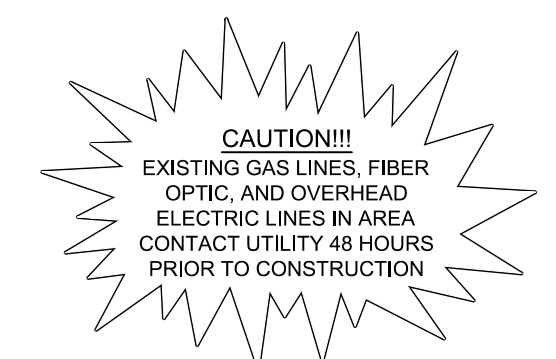 CAUTION!!!
EXISTING GAS LINES, FIBER
OPTIC, AND OVERHEAD
ELECTRIC LINES IN AREA
CONTACT UTILITY 48 HOURS
PRIOR TO CONSTRUCTION